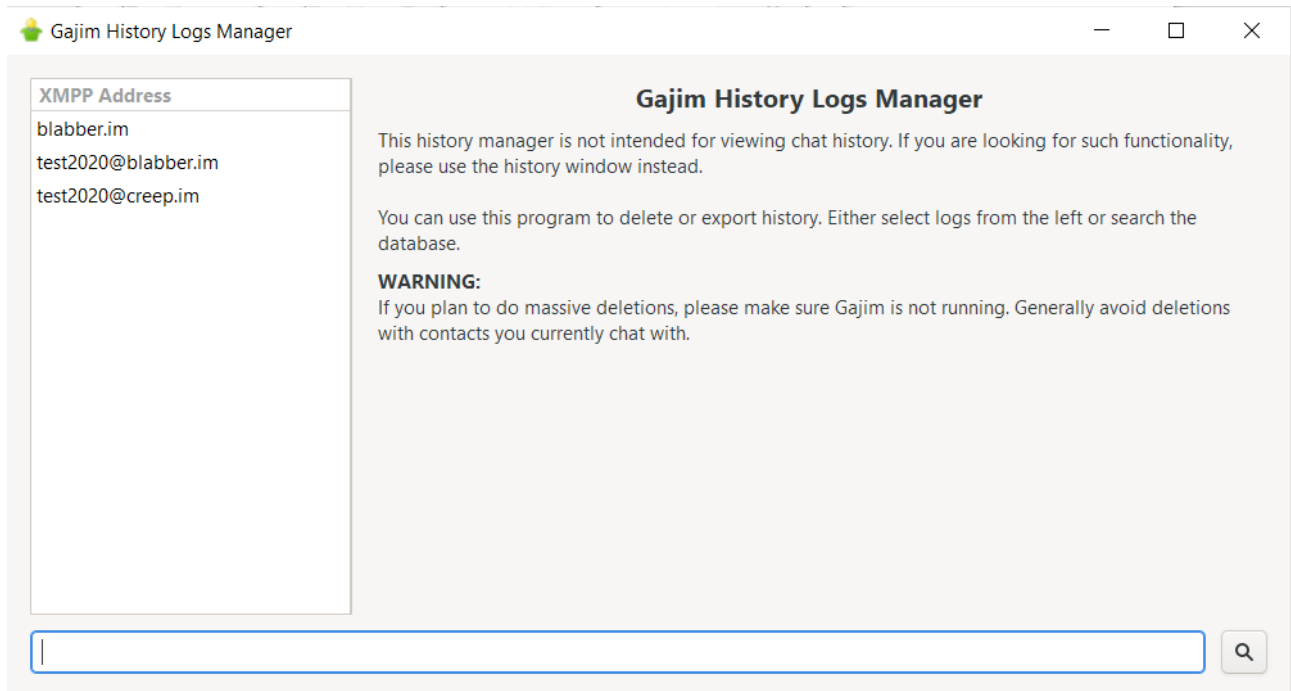 Gajim History Logs Manager
XMPP Address
blabber.im
test2020@blabber.im
test2020@creep.im
Gajim History Logs Manager
This history manager is not intended for viewing chat history. If you are looking for such functionality,
please use the history window instead.
You can use this program to delete or export history. Either select logs from the left or search the
database.
WARNING:
If you plan to do massive deletions, please make sure Gajim is not running. Generally avoid deletions
with contacts you currently chat with.